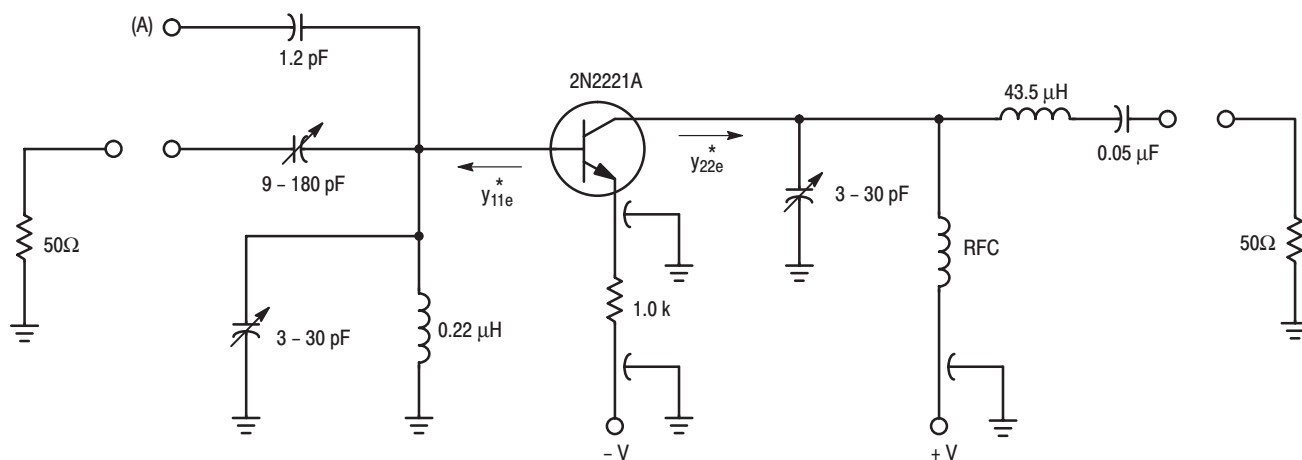 (A)
1.2 pF
2N2221A
43.5 μH
0.05 μF
9 – 180 pF
y*11e
y*22e
3 – 30 pF
50Ω
RFC
50Ω
1.0 k
3 – 30 pF
0.22 μH
– V
+ V